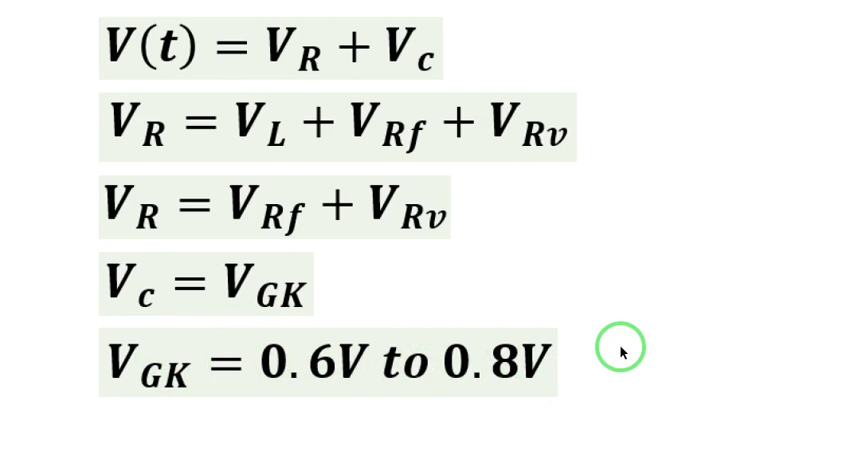 V(t) = V_R + V_c
V_R = V_L + V_Rf + V_Rv
V_R = V_Rf + V_Rv
V_c = V_GK
V_GK = 0.6V to 0.8V